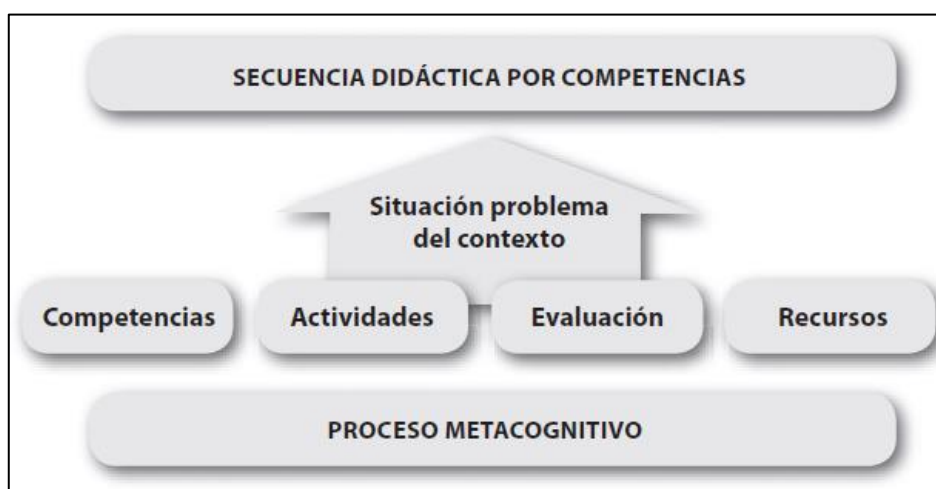 SECUENCIA DIDÁCTICA POR COMPETENCIAS
Situación problema
del contexto
Competencias
Actividades
Evaluación
Recursos
PROCESO METACOGNITIVO